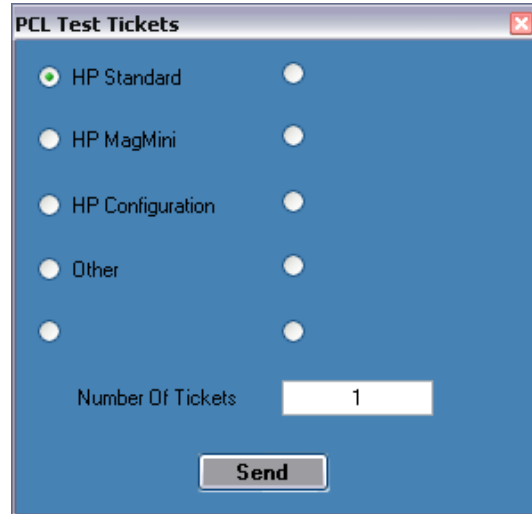 PCL Test Tickets
HP Standard
HP MagMini
HP Configuration
Other
Number Of Tickets 1
Send